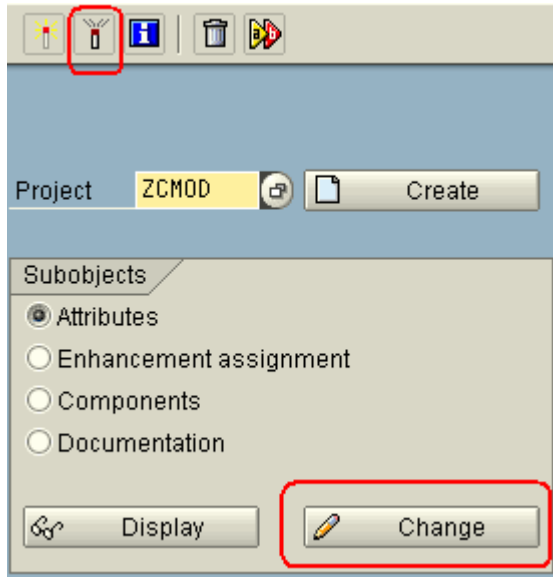 Project ZCMOD Create
Subobjects
Attributes
Enhancement assignment
Components
Documentation
Display Change